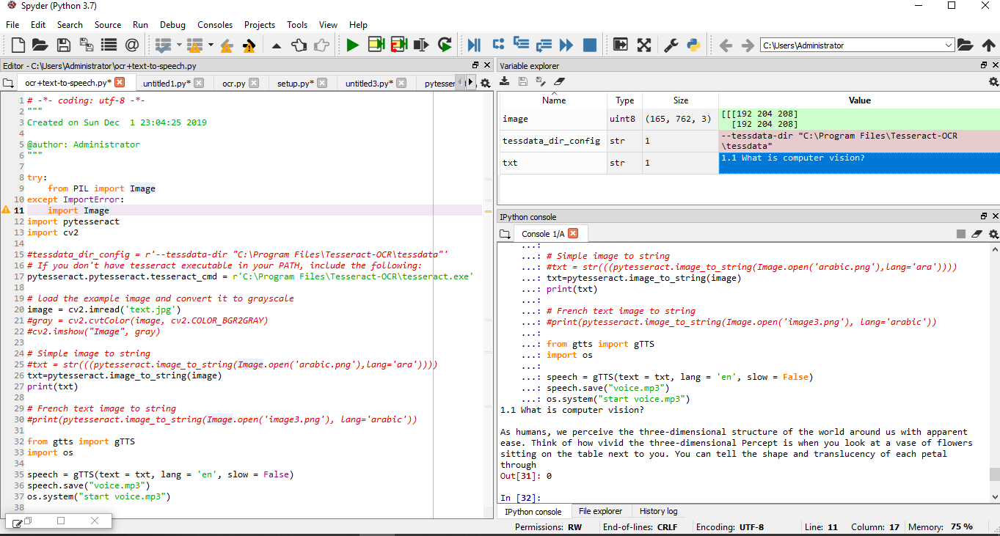 Spyder (Python 3.7)
File Edit Search Source Run Debug Consoles Projects Tools View Help
C:\Users\Administrator
Editor - C:\Users\Administrator\ocr+text-to-speech.py
ocr+text-to-speech.py* untitled1.py* ocr.py setup.py* untitled3.py* pytesser
1 # -*- coding: utf-8 -*-
2 """
3 Created on Sun Dec  1 23:04:25 2019
4
5 @author: Administrator
6 """
7
8 try:
9     from PIL import Image
10 except ImportError:
11     import Image
12 import pytesseract
13 import cv2
14
15 #tessdata_dir_config = r'--tessdata-dir "C:\Program Files\Tesseract-OCR\tessdata"'
16 # If you don't have tesseract executable in your PATH, include the following:
17 pytesseract.pytesseract.tesseract_cmd = r'C:\Program Files\Tesseract-OCR\tesseract.exe'
18
19 # load the example image and convert it to grayscale
20 image = cv2.imread('text.jpg')
21 #gray = cv2.cvtColor(image, cv2.COLOR_BGR2GRAY)
22 #cv2.imshow("Image", gray)
23
24 # Simple image to string
25 #txt = str(((pytesseract.image_to_string(Image.open('arabic.png'),lang='ara'))))
26 txt=pytesseract.image_to_string(image)
27 print(txt)
28
29 # French text image to string
30 #print(pytesseract.image_to_string(Image.open('image3.png'), lang='arabic'))
31
32 from gtts import gTTS
33 import os
34
35 speech = gTTS(text = txt, lang = 'en', slow = False)
36 speech.save("voice.mp3")
37 os.system("start voice.mp3")
38
Variable explorer
Name Type Size Value
image uint8 (165, 762, 3) [[[192 204 208]
[192 204 208]
tessdata_dir_config str 1 --tessdata-dir "C:\Program Files\Tesseract-OCR
\tessdata"
txt str 1 1.1 What is computer vision?
IPython console
Console 1/A
...:
...: # Simple image to string
...: #txt = str(((pytesseract.image_to_string(Image.open('arabic.png'),lang='ara'))))
...: txt=pytesseract.image_to_string(image)
...: print(txt)
...:
...: # French text image to string
...: #print(pytesseract.image_to_string(Image.open('image3.png'), lang='arabic'))
...:
...: from gtts import gTTS
...: import os
...:
...: speech = gTTS(text = txt, lang = 'en', slow = False)
...: speech.save("voice.mp3")
...: os.system("start voice.mp3")
1.1 What is computer vision?
As humans, we perceive the three-dimensional structure of the world around us with apparent
ease. Think of how vivid the three-dimensional Percept is when you look at a vase of flowers
sitting on the table next to you. You can tell the shape and translucency of each petal
through
Out[31]: 0
In [32]:
IPython console File explorer History log
Permissions: RW End-of-lines: CRLF Encoding: UTF-8 Line: 11 Column: 17 Memory: 75 %